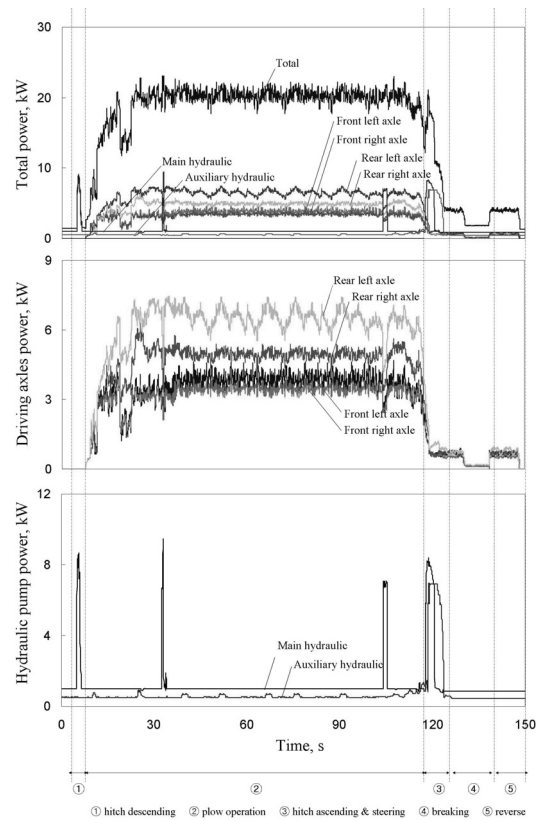 30
20
10
0
Total power, kW
Total
Front left axle
Front right axle
Main hydraulic
Rear left axle
Auxiliary hydraulic
Rear right axle
9
6
3
0
Driving axles power, kW
Rear left axle
Rear right axle
Front left axle
Front right axle
12
8
4
0
Hydraulic pump power, kW
Main hydraulic
Auxiliary hydraulic
0 30 60 90 120 150
Time, s
① ② ③ ④ ⑤
① hitch descending ② plow operation ③ hitch ascending & steering ④ breaking ⑤ reverse